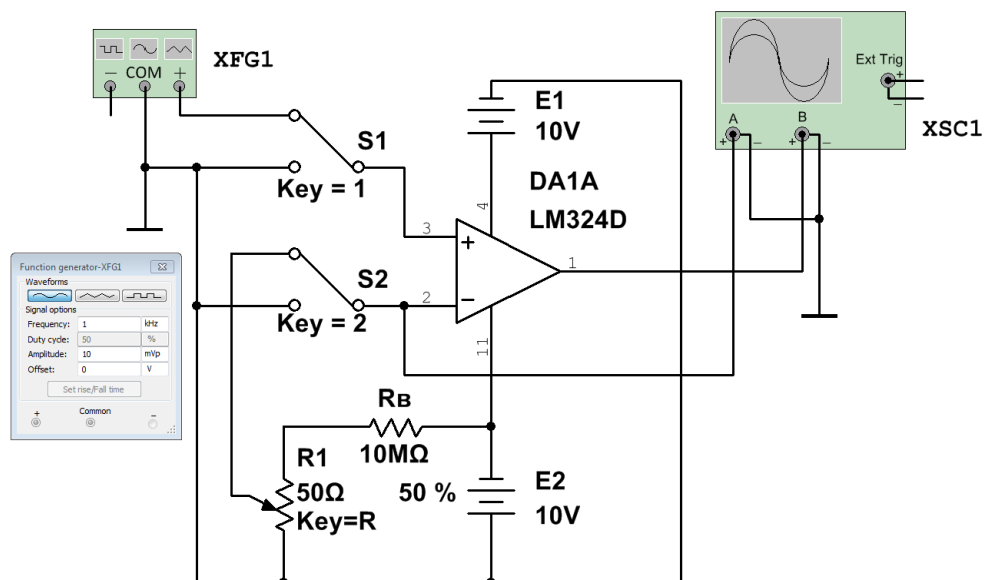 XFG1
− COM +
Ext Trig
+
−
A
B
+ −
+ −
XSC1
E1
10V
S1
Key = 1
DA1A
LM324D
4
3
+
1
S2
2
−
Key = 2
11
Function generator-XFG1
Waveforms
Signal options
Frequency: 1 kHz
Duty cycle: 50 %
Amplitude: 10 mVp
Offset: 0 V
Set rise/Fall time
+ Common −
RB
10MΩ
R1
50Ω
Key=R
50 %
E2
10V